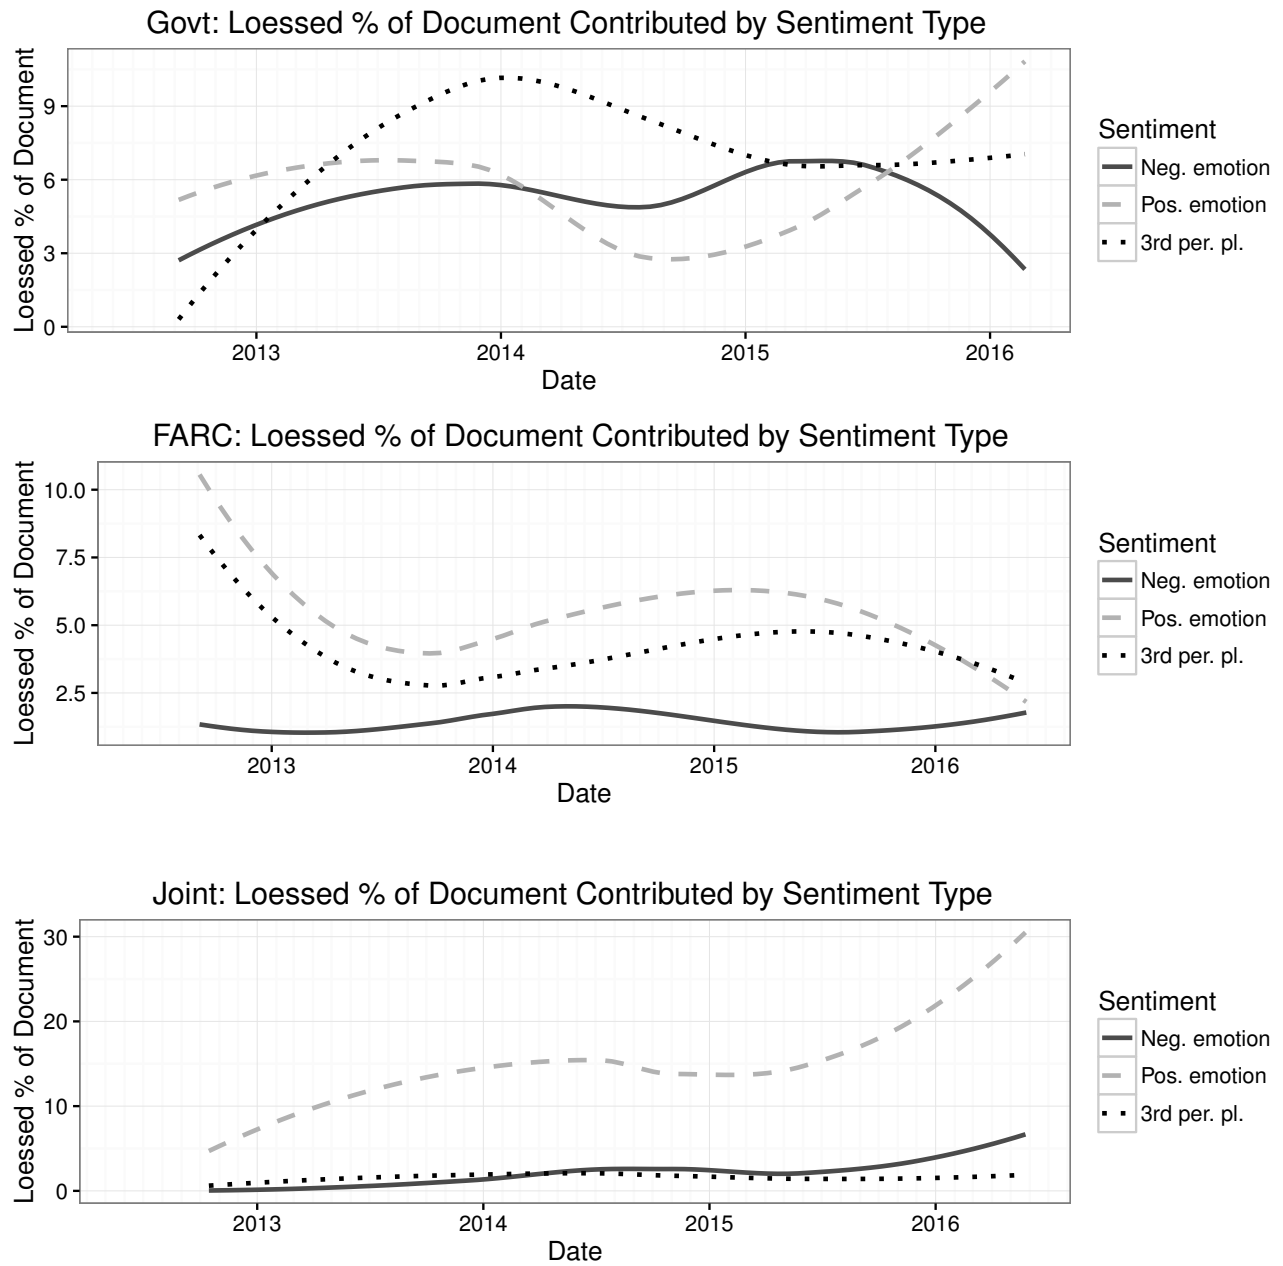 Govt: Loessed % of Document Contributed by Sentiment Type
Loessed % of Document
9
6
3
0
2013 2014 2015 2016
Date
Sentiment
Neg. emotion
Pos. emotion
3rd per. pl.
FARC: Loessed % of Document Contributed by Sentiment Type
Loessed % of Document
10.0
7.5
5.0
2.5
2013 2014 2015 2016
Date
Sentiment
Neg. emotion
Pos. emotion
3rd per. pl.
Joint: Loessed % of Document Contributed by Sentiment Type
Loessed % of Document
30
20
10
0
2013 2014 2015 2016
Date
Sentiment
Neg. emotion
Pos. emotion
3rd per. pl.